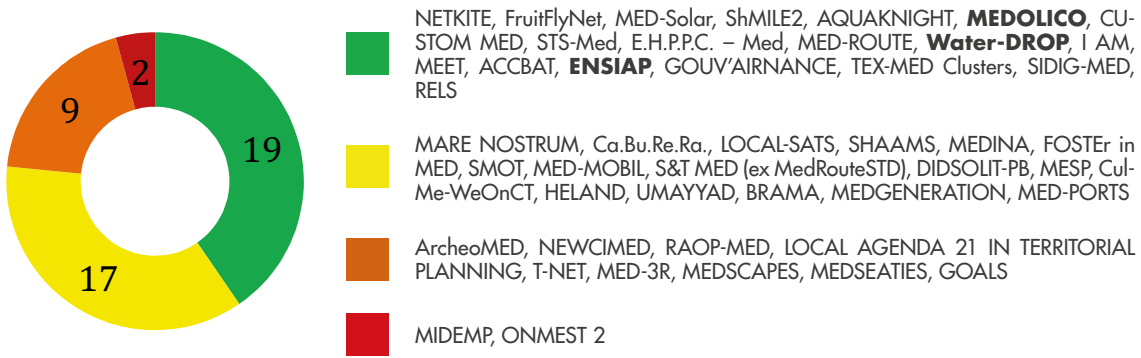 2
9
19
17
NETKITE, FruitFlyNet, MED-Solar, ShMILE2, AQUAKNIGHT, MEDOLICO, CU-
STOM MED, STS-Med, E.H.P.P.C. – Med, MED-ROUTE, Water-DROP, I AM,
MEET, ACCBAT, ENSIAP, GOUV'AIRNANCE, TEX-MED Clusters, SIDIG-MED,
RELS
MARE NOSTRUM, Ca.Bu.Re.Ra., LOCAL-SATS, SHAAMS, MEDINA, FOSTEr in
MED, SMOT, MED-MOBIL, S&T MED (ex MedRouteSTD), DIDSOLIT-PB, MESP, Cul-
Me-WeOnCT, HELAND, UMAYYAD, BRAMA, MEDGENERATION, MED-PORTS
ArcheoMED, NEWCIMED, RAOP-MED, LOCAL AGENDA 21 IN TERRITORIAL
PLANNING, T-NET, MED-3R, MEDSCAPES, MEDSEATIES, GOALS
MIDEMP, ONMEST 2